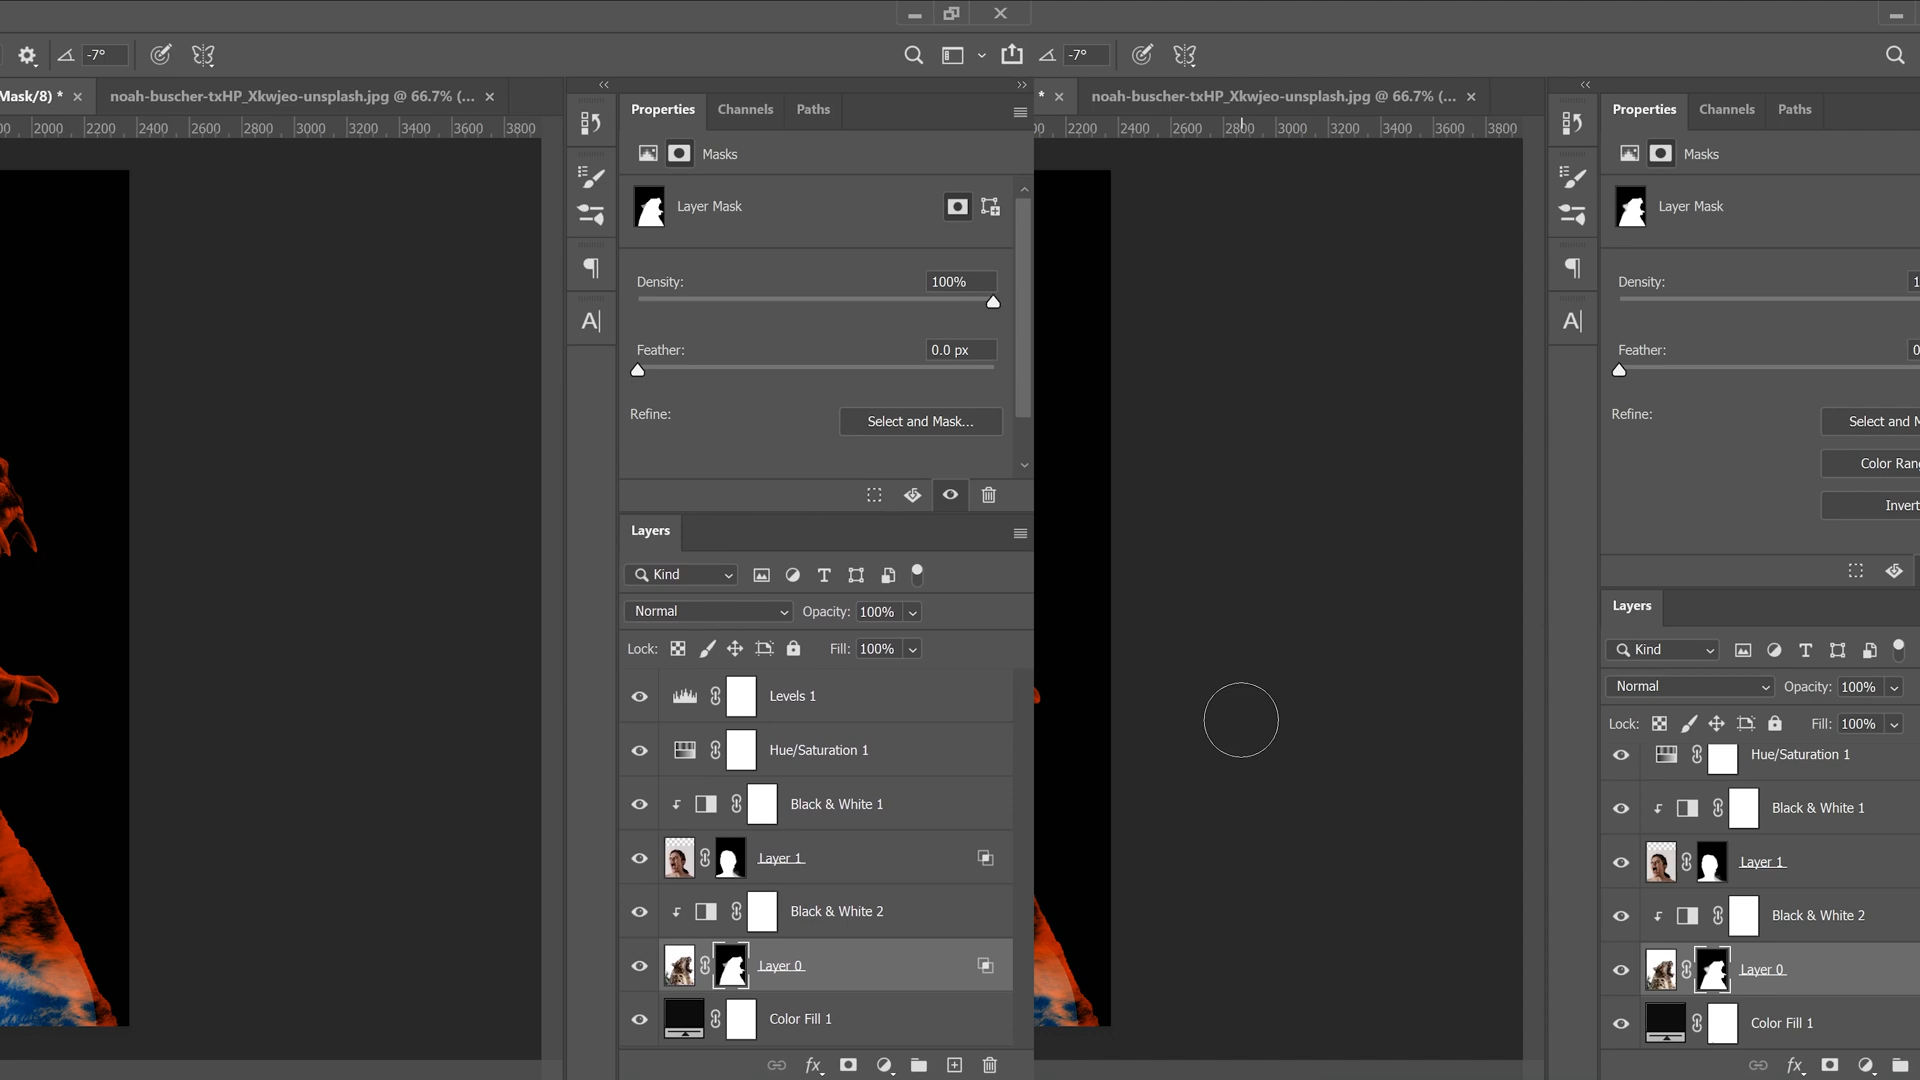 -7°
-7°
Mask/8) * ×
noah-buscher-txHP_Xkwjeo-unsplash.jpg @ 66.7% (... ×
* ×
noah-buscher-txHP_Xkwjeo-unsplash.jpg @ 66.7% (... ×
00 2000 2200 2400 2600 2800 3000 3200 3400 3600 3800
00 2200 2400 2600 2800 3000 3200 3400 3600 3800
Properties Channels Paths
Masks
Layer Mask
Density: 100%
Feather: 0.0 px
Refine: Select and Mask...
Layers
Kind
Normal Opacity: 100%
Lock: Fill: 100%
Levels 1
Hue/Saturation 1
Black & White 1
Layer 1
Black & White 2
Layer 0
Color Fill 1
fx
Properties Channels Paths
Masks
Layer Mask
Density: 1
Feather: 0
Refine: Select and M
Color Ran
Invert
Layers
Kind
Normal Opacity: 100%
Lock: Fill: 100%
Hue/Saturation 1
Black & White 1
Layer 1
Black & White 2
Layer 0
Color Fill 1
fx